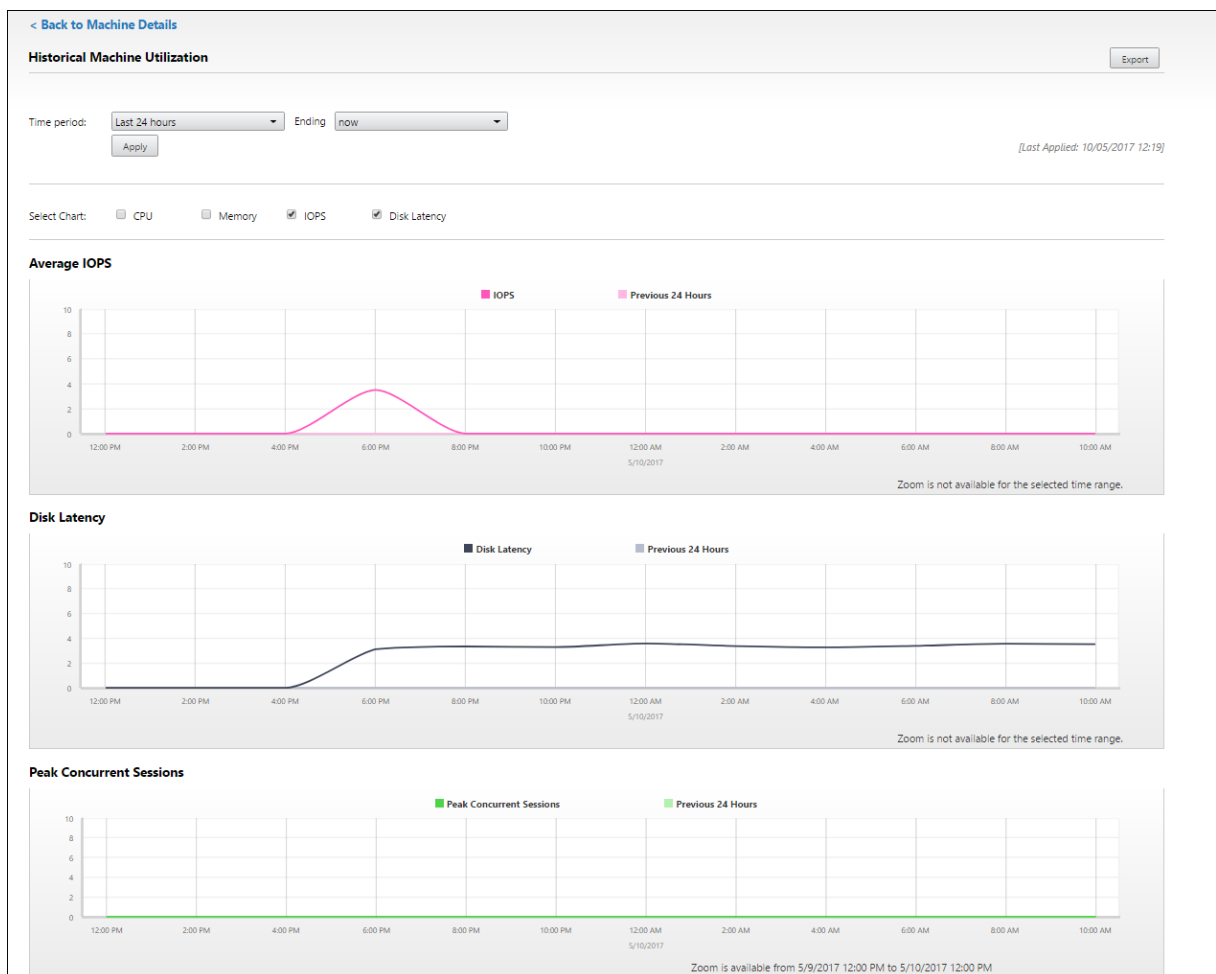 < Back to Machine Details
Historical Machine Utilization
Export
Time period: Last 24 hours Ending now
Apply
[Last Applied: 10/05/2017 12:19]
Select Chart: CPU Memory IOPS Disk Latency
Average IOPS
IOPS Previous 24 Hours
10
8
6
4
2
0
12:00 PM 2:00 PM 4:00 PM 6:00 PM 8:00 PM 10:00 PM 12:00 AM 2:00 AM 4:00 AM 6:00 AM 8:00 AM 10:00 AM
5/10/2017
Zoom is not available for the selected time range.
Disk Latency
Disk Latency Previous 24 Hours
10
8
6
4
2
0
12:00 PM 2:00 PM 4:00 PM 6:00 PM 8:00 PM 10:00 PM 12:00 AM 2:00 AM 4:00 AM 6:00 AM 8:00 AM 10:00 AM
5/10/2017
Zoom is not available for the selected time range.
Peak Concurrent Sessions
Peak Concurrent Sessions Previous 24 Hours
10
8
6
4
2
0
12:00 PM 2:00 PM 4:00 PM 6:00 PM 8:00 PM 10:00 PM 12:00 AM 2:00 AM 4:00 AM 6:00 AM 8:00 AM 10:00 AM
5/10/2017
Zoom is available from 5/9/2017 12:00 PM to 5/10/2017 12:00 PM